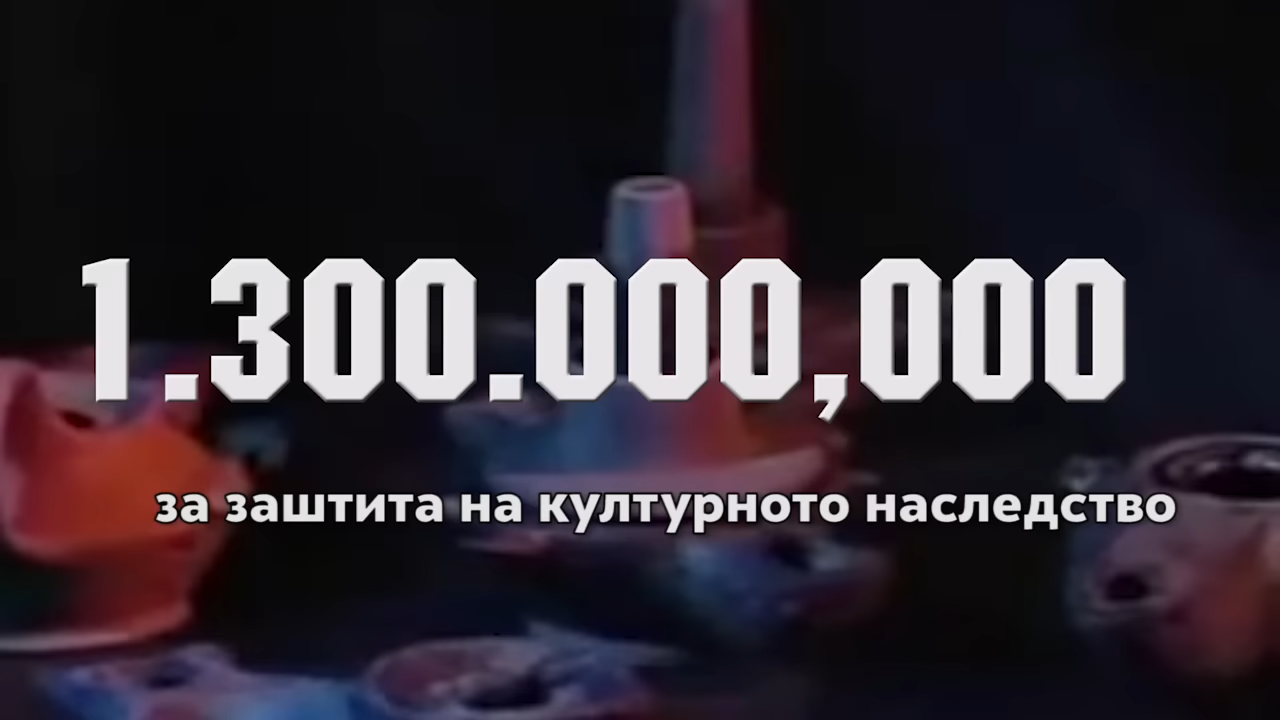 1.300.000,000
за заштита на културното наследство